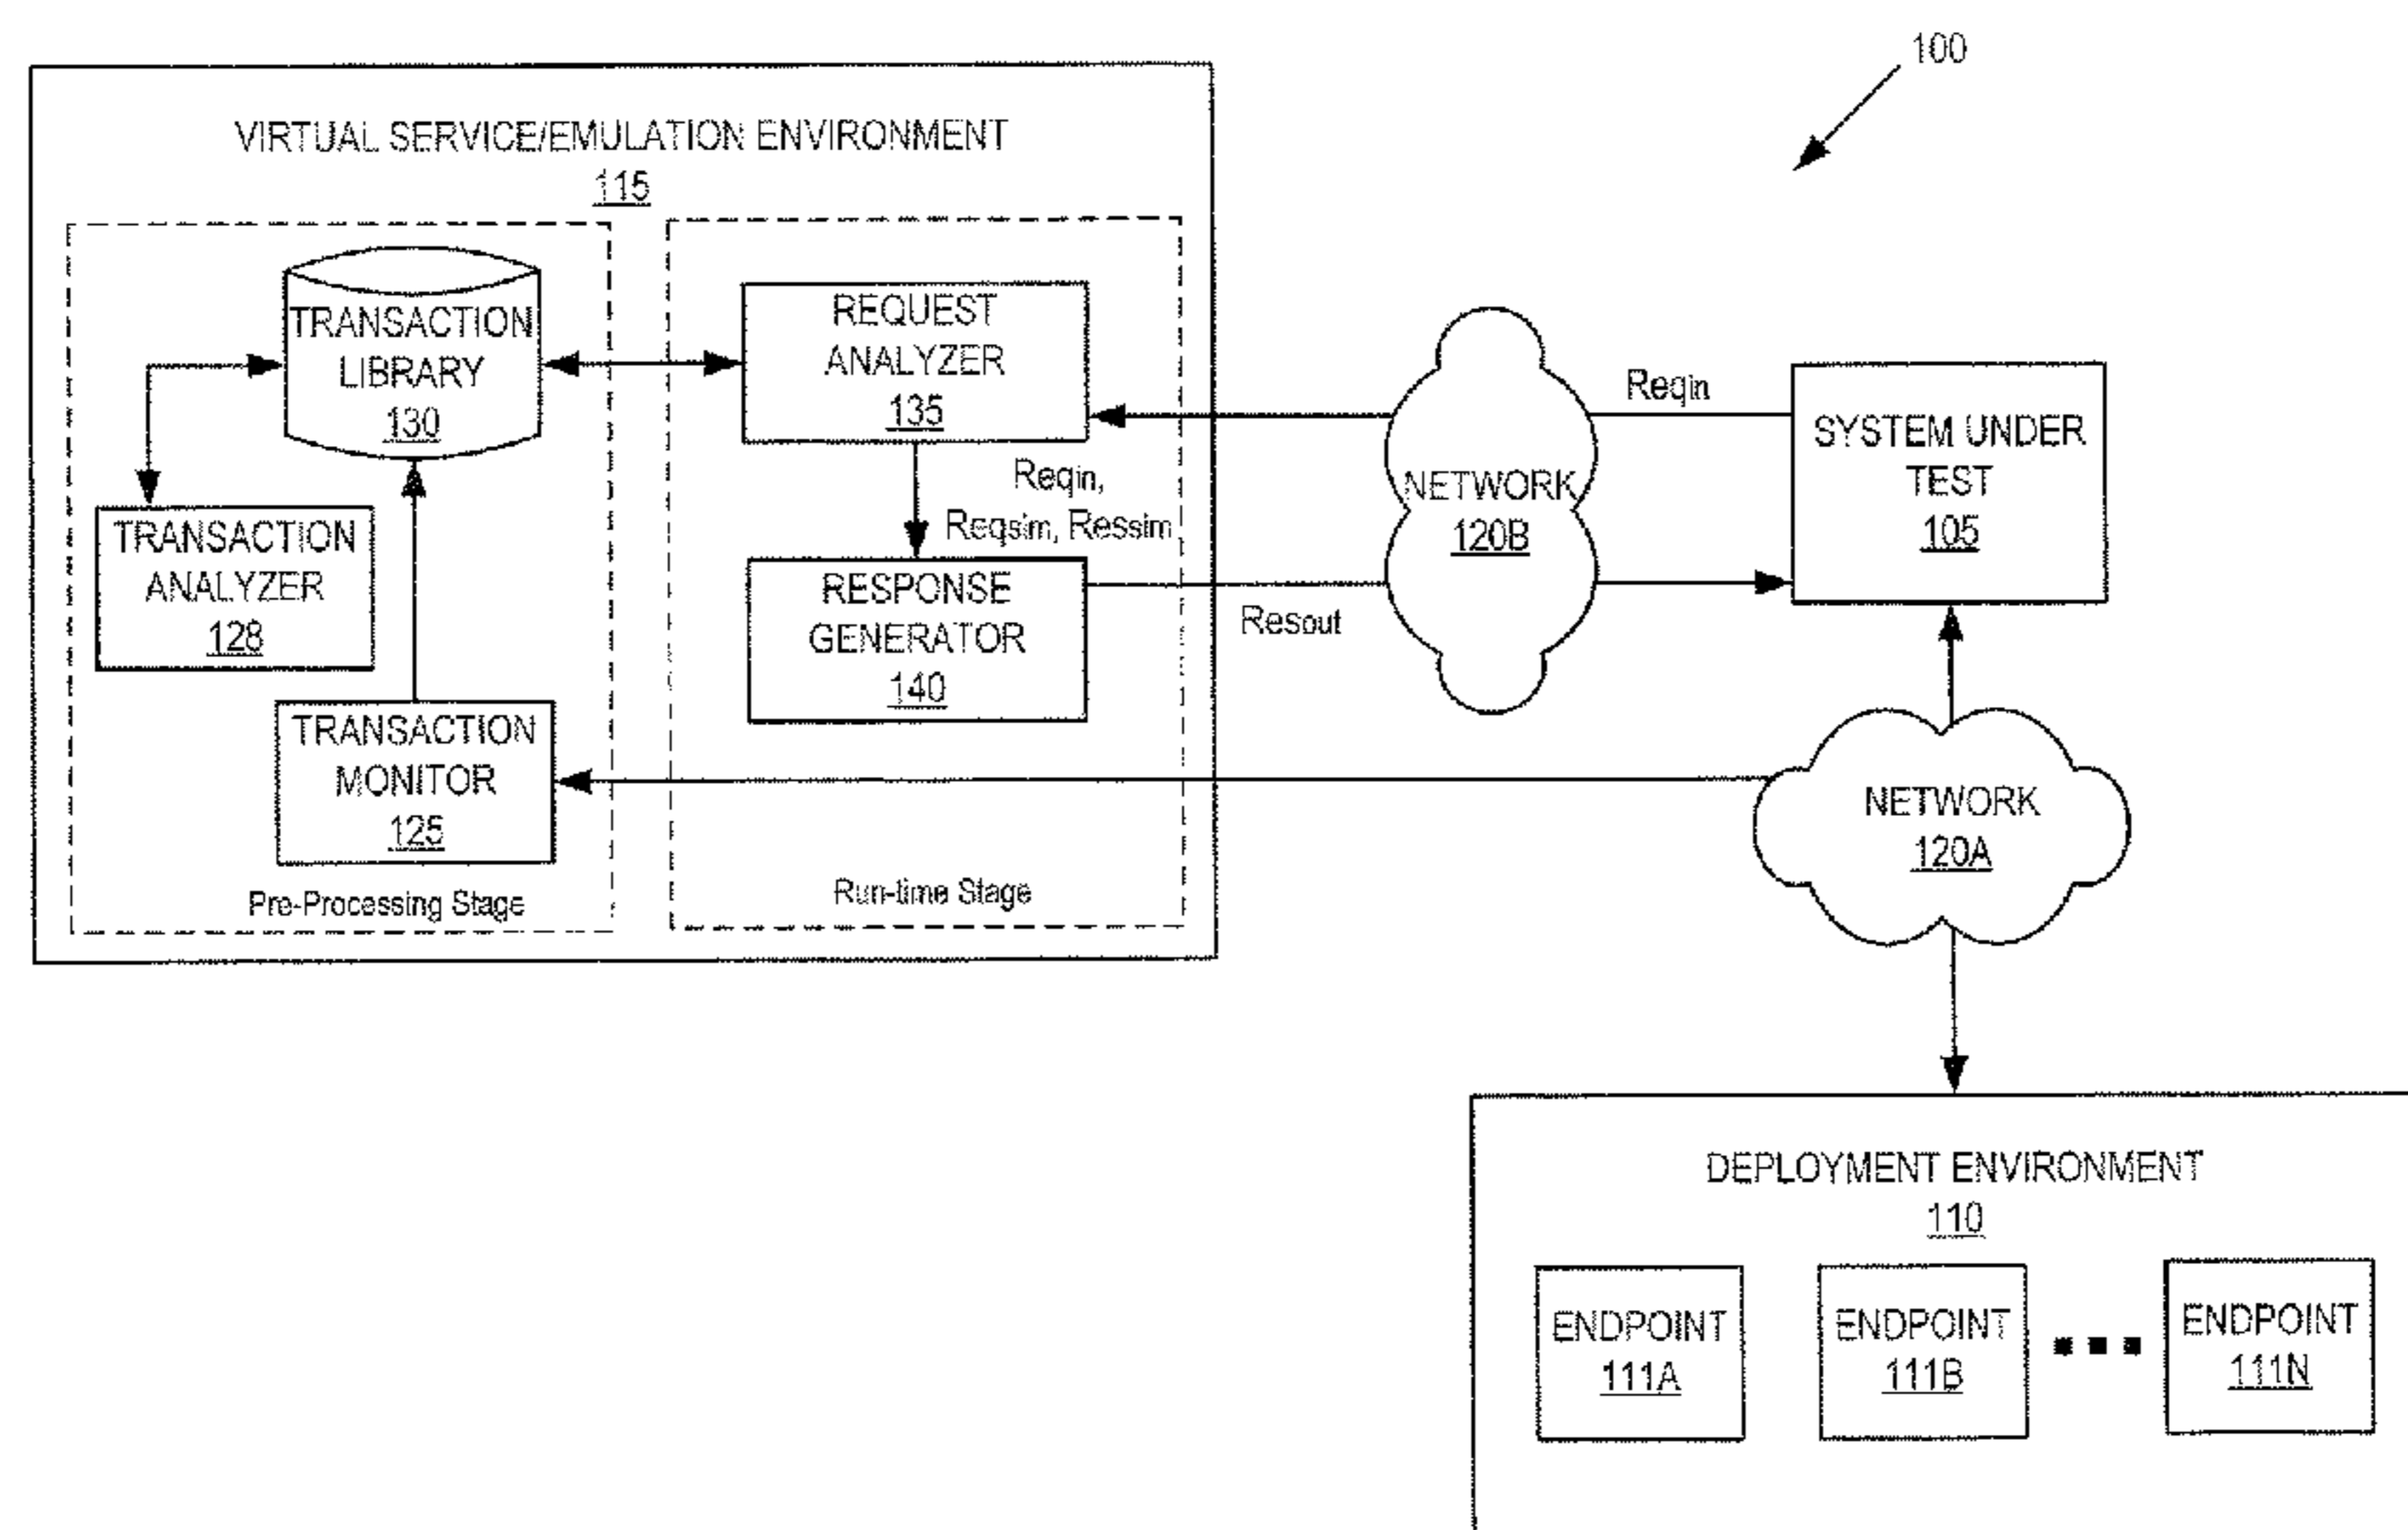 100
VIRTUAL SERVICE/EMULATION ENVIRONMENT
115
TRANSACTION
LIBRARY
130
TRANSACTION
ANALYZER
128
TRANSACTION
MONITOR
125
Pre-Processing Stage
REQUEST
ANALYZER
135
Reqin,
Reqsim, Ressim
RESPONSE
GENERATOR
140
Run-time Stage
Reqin
Resout
NETWORK
120B
SYSTEM UNDER
TEST
105
NETWORK
120A
DEPLOYMENT ENVIRONMENT
110
ENDPOINT
111A
ENDPOINT
111B
ENDPOINT
111N